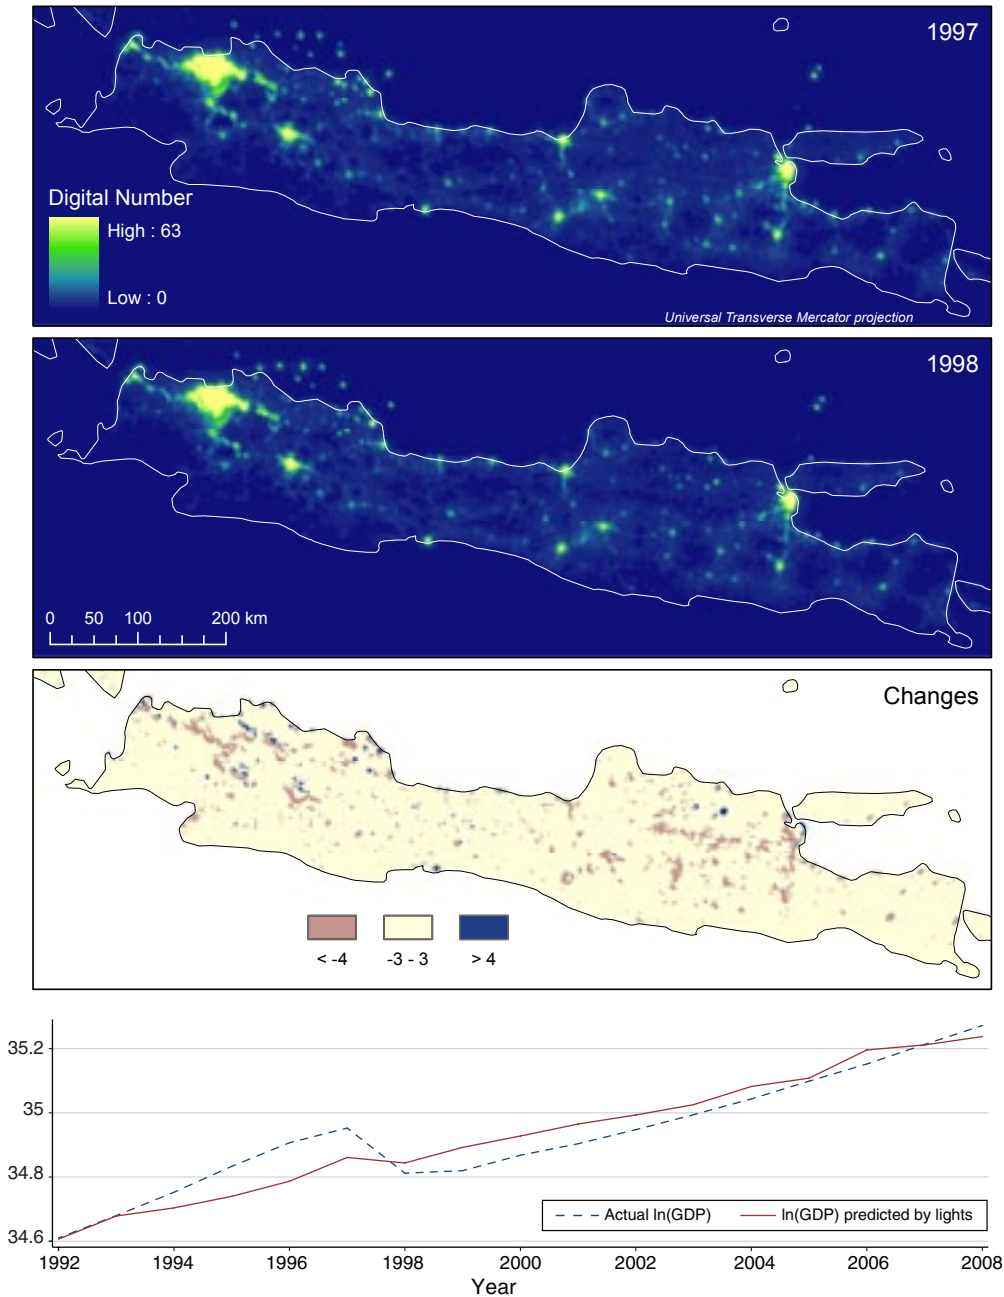 1997
Digital Number
High : 63
Low : 0
Universal Transverse Mercator projection
1998
0 50 100 200 km
Changes
< -4 -3 - 3 > 4
35.2
35
34.8
34.6
Actual ln(GDP) ln(GDP) predicted by lights
1992 1994 1996 1998 2000 2002 2004 2006 2008
Year